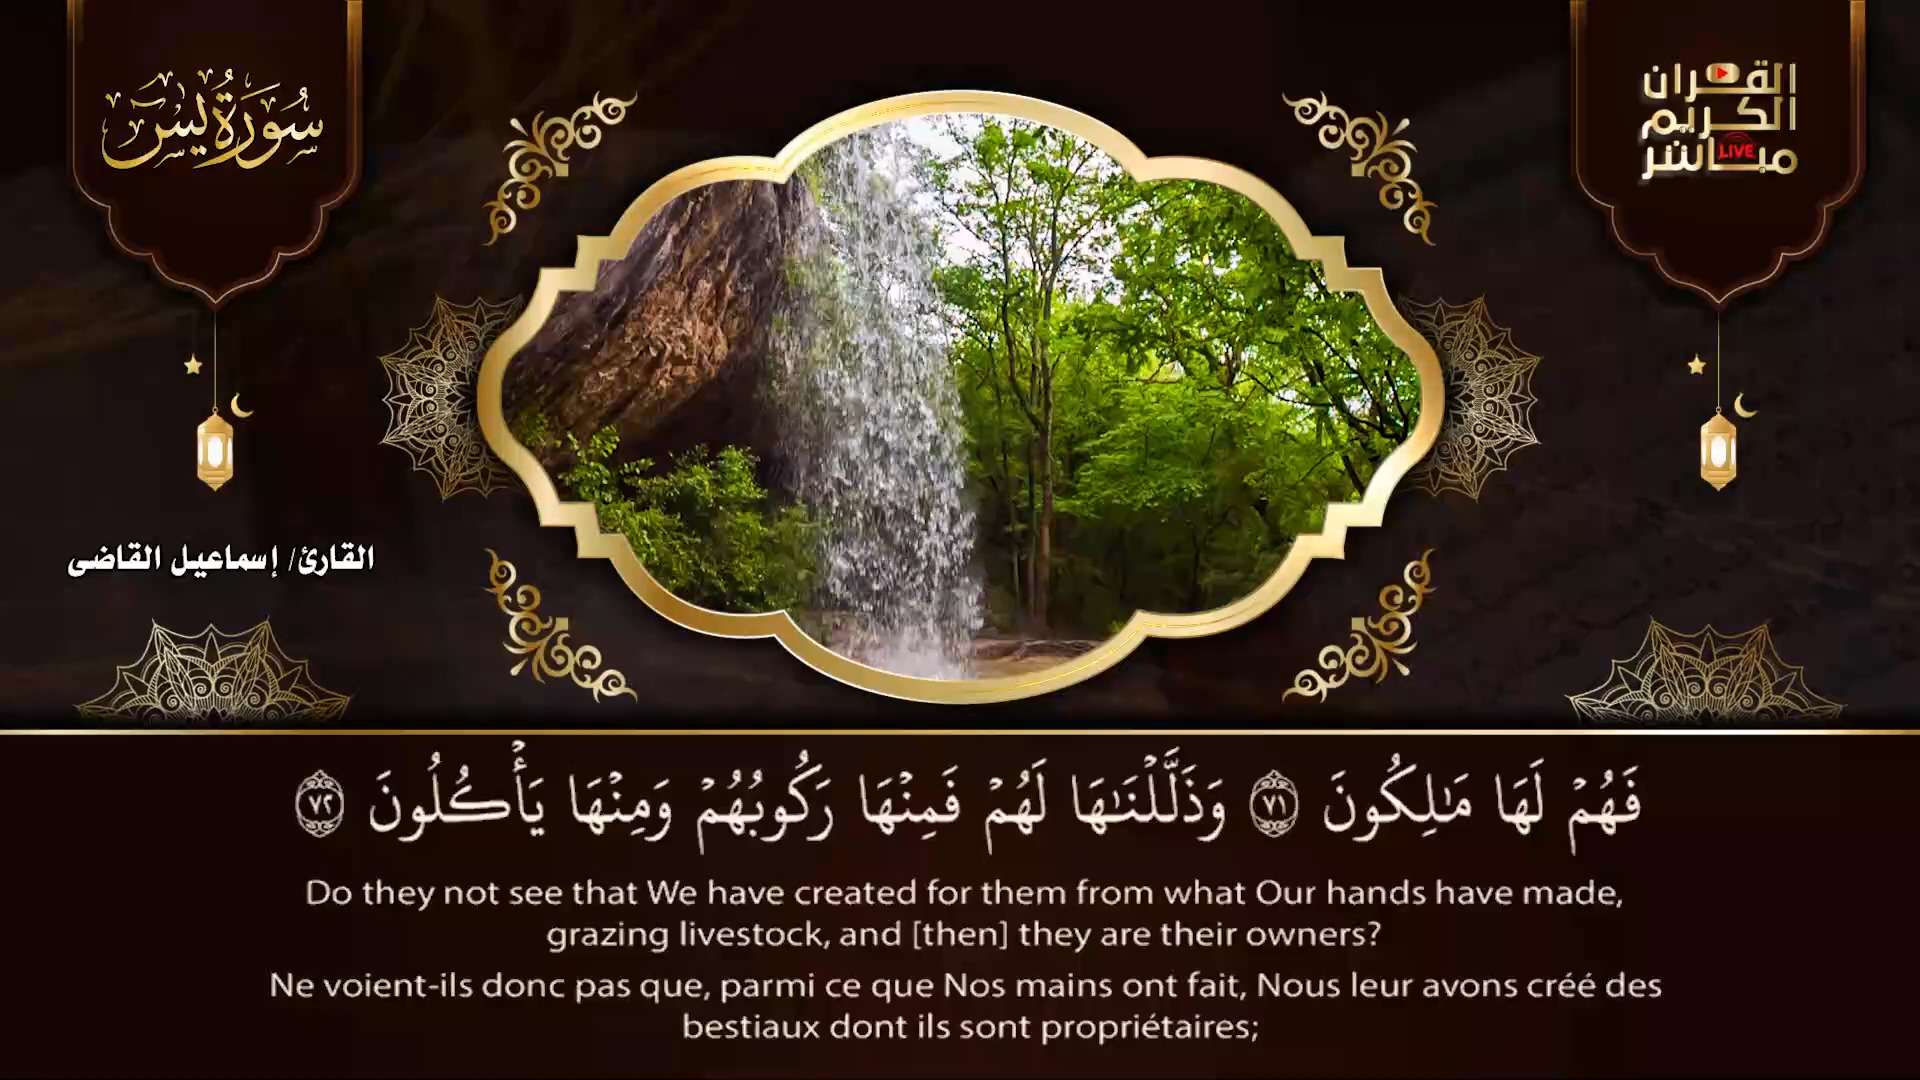 سُورَةُ يسٓ
القرآن
الكريم
مباشر
LIVE
القارئ/ إسماعيل القاضى
فَهُمۡ لَهَا مَٰلِكُونَ ٧١ وَذَلَّلۡنَٰهَا لَهُمۡ فَمِنۡهَا رَكُوبُهُمۡ وَمِنۡهَا يَأۡكُلُونَ ٧٢
Do they not see that We have created for them from what Our hands have made,
grazing livestock, and [then] they are their owners?
Ne voient-ils donc pas que, parmi ce que Nos mains ont fait, Nous leur avons créé des
bestiaux dont ils sont propriétaires;